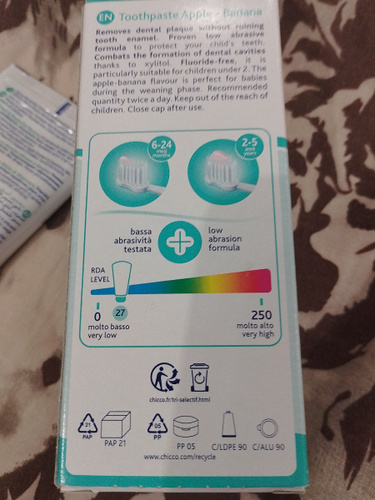 EN Toothpaste Apple - Banana
Removes dental plaque without ruining
tooth enamel. Proven low abrasive
formula to protect your child's teeth.
Combats the formation of dental cavities
thanks to xylitol. Fluoride-free, it is
particularly suitable for children under 2. The
apple-banana flavour is perfect for babies
during the weaning phase. Recommended
quantity twice a day. Keep out of the reach of
children. Close cap after use.
6-24
mesi
months
2-5
anni
years
bassa
abrasività
testata
low
abrasion
formula
RDA
LEVEL
27
0
molto basso
very low
250
molto alto
very high
chicco.fr/tri-selectif.html
21
PAP
PAP 21
05
PP
PP 05
C/LDPE 90
C/ALU 90
www.chicco.com/recycle